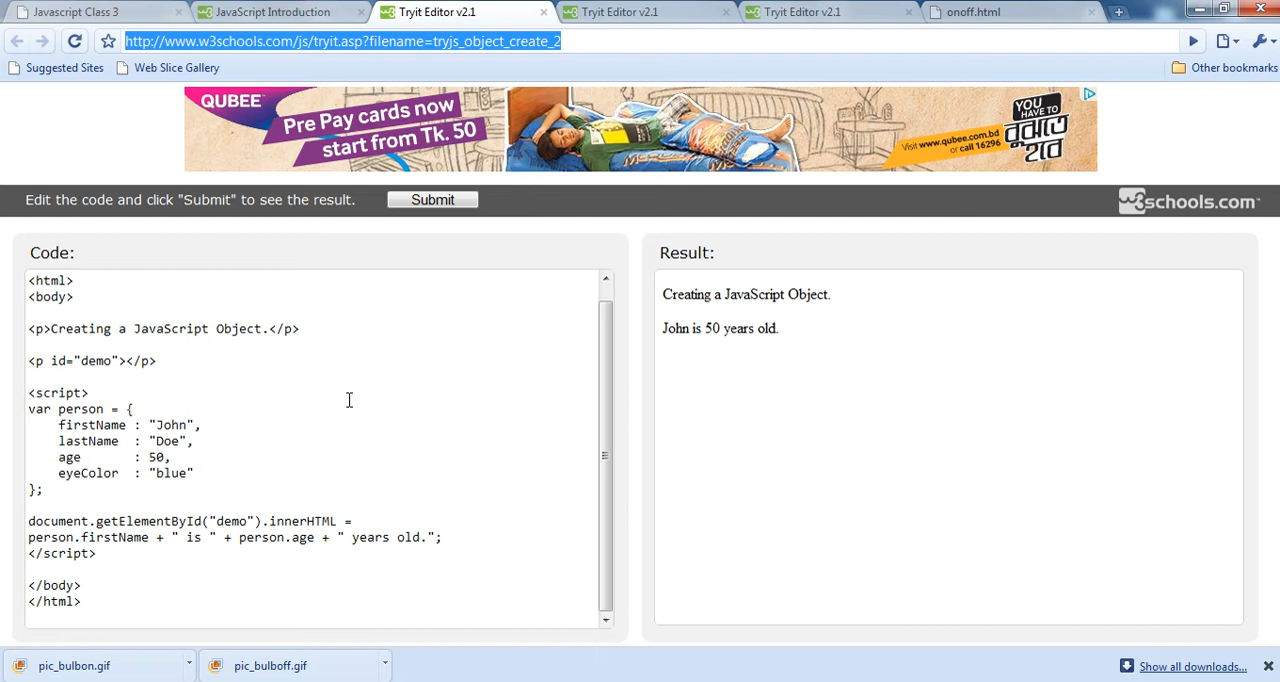 Javascript Class 3
JavaScript Introduction
Tryit Editor v2.1
Tryit Editor v2.1
Tryit Editor v2.1
onoff.html
http://www.w3schools.com/js/tryit.asp?filename=tryjs_object_create_2
Suggested Sites
Web Slice Gallery
Other bookmarks
QUBEE
Pre Pay cards now
start from Tk. 50
YOU
HAVE TO
বুঝতে
হবে
Visit www.qubee.com.bd
or call 16296
Edit the code and click "Submit" to see the result.
Submit
w3schools.com
Code:
<html>
<body>
<p>Creating a JavaScript Object.</p>
<p id="demo"></p>
<script>
var person = {
firstName : "John",
lastName : "Doe",
age : 50,
eyeColor : "blue"
};
document.getElementById("demo").innerHTML =
person.firstName + " is " + person.age + " years old.";
</script>
</body>
</html>
Result:
Creating a JavaScript Object.
John is 50 years old.
pic_bulbon.gif
pic_bulboff.gif
Show all downloads...